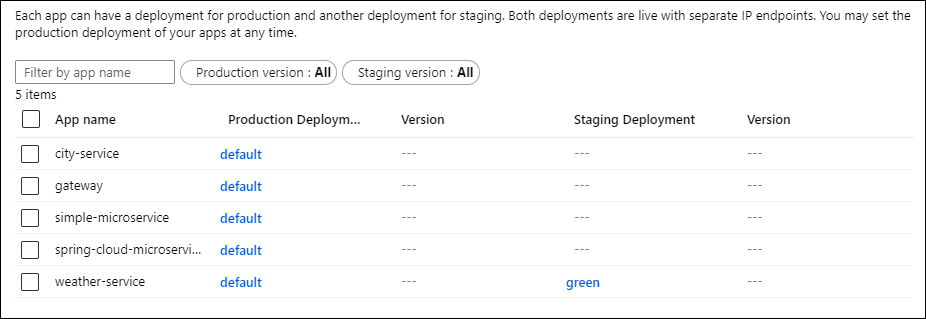 Each app can have a deployment for production and another deployment for staging. Both deployments are live with separate IP endpoints. You may set the
production deployment of your apps at any time.
Filter by app name Production version : All Staging version : All
5 items
App name Production Deploym... Version Staging Deployment Version
city-service default --- --- ---
gateway default --- --- ---
simple-microservice default --- --- ---
spring-cloud-microservi... default --- --- ---
weather-service default --- green ---